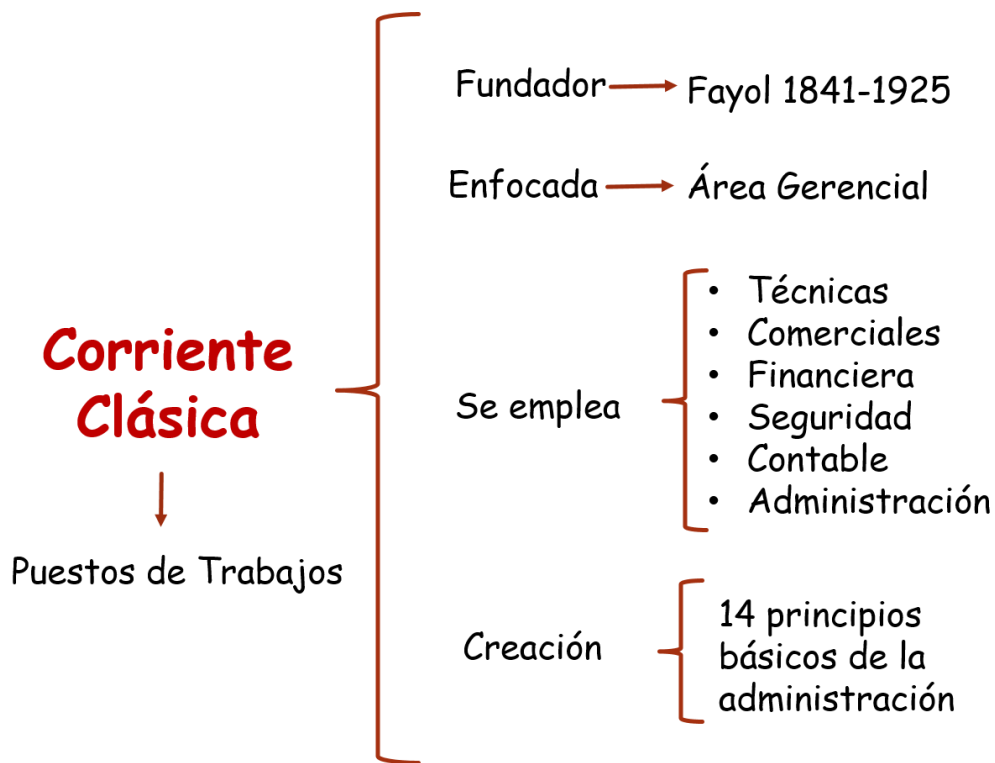 Corriente
Clásica
Puestos de Trabajos
Fundador
Fayol 1841-1925
Enfocada
Área Gerencial
Se emplea
• Técnicas
• Comerciales
• Financiera
• Seguridad
• Contable
• Administración
Creación
14 principios
básicos de la
administración